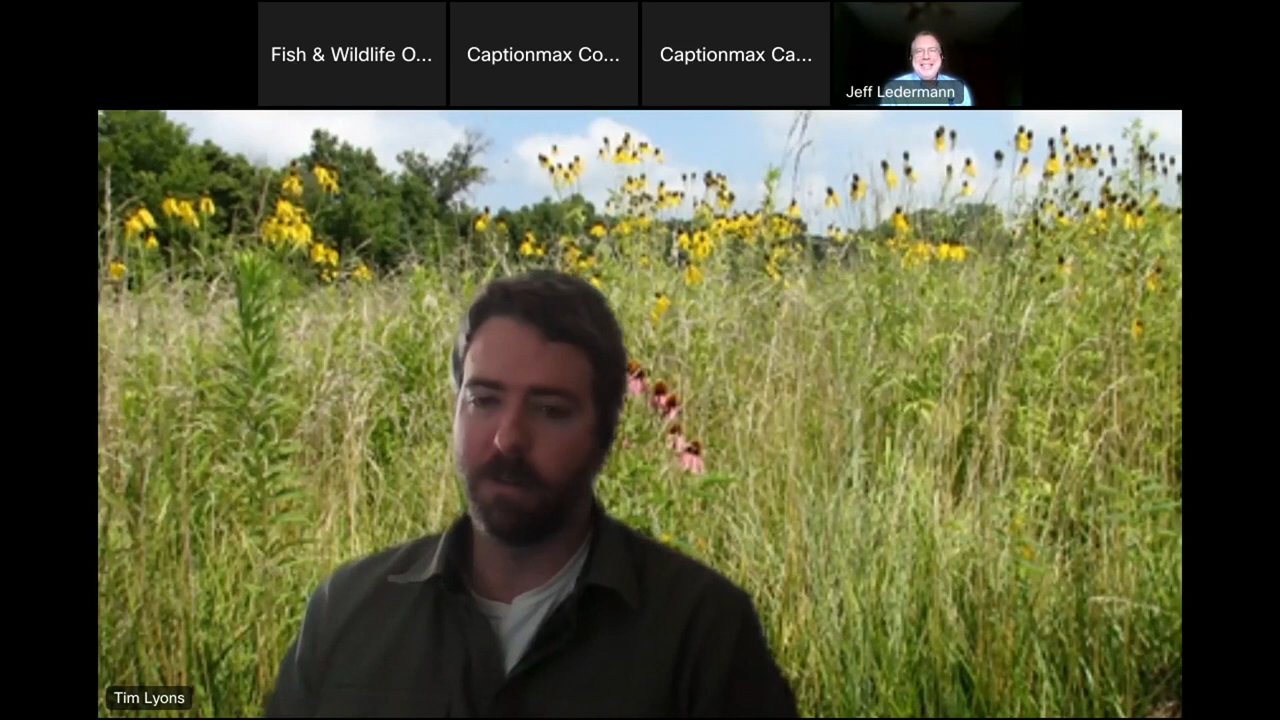 Fish & Wildlife O...
Captionmax Co...
Captionmax Ca...
Jeff Ledermann
Tim Lyons